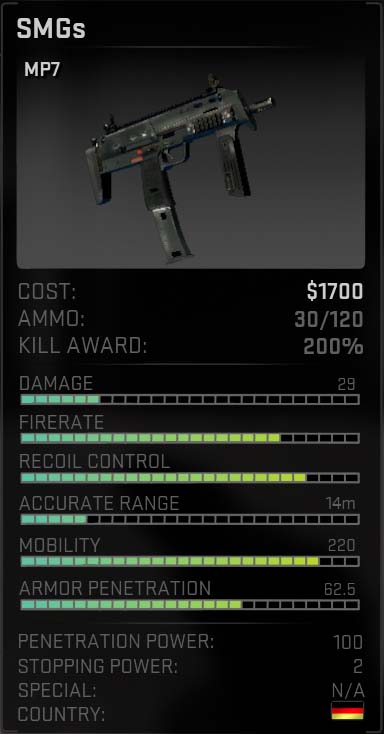 SMGs
MP7
COST: $1700
AMMO: 30/120
KILL AWARD: 200%
DAMAGE 29
FIRERATE
RECOIL CONTROL
ACCURATE RANGE 14m
MOBILITY 220
ARMOR PENETRATION 62.5
PENETRATION POWER: 100
STOPPING POWER: 2
SPECIAL: N/A
COUNTRY: